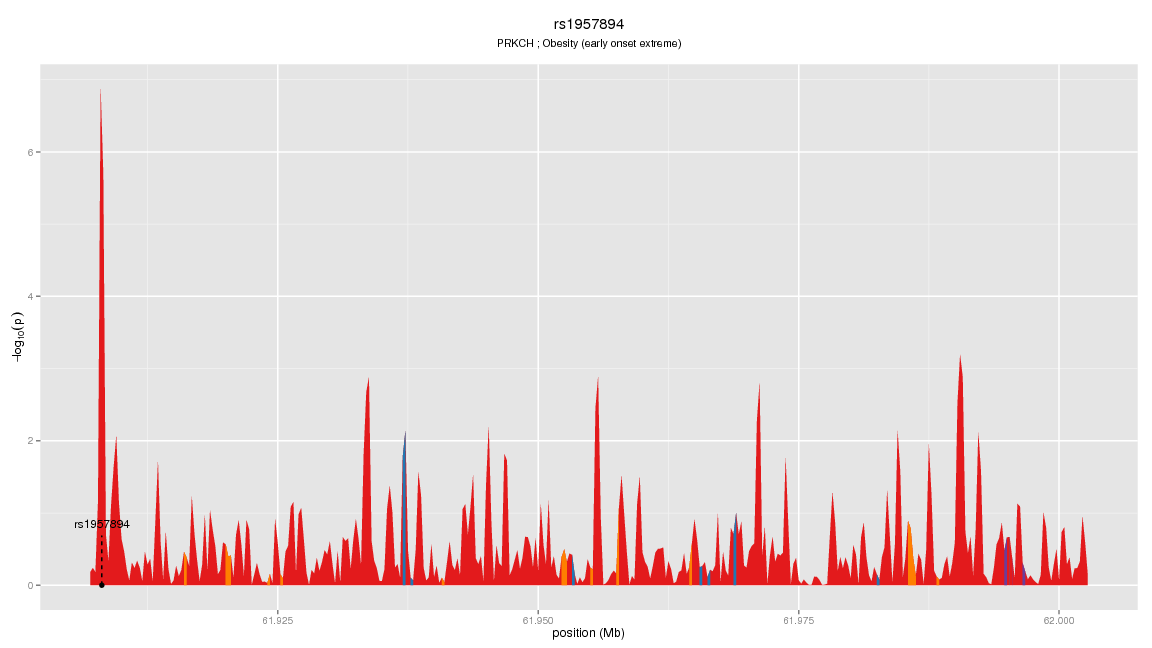 rs1957894
PRKCH ; Obesity (early onset extreme)
−log10(p)
6
4
2
0
rs1957894
61.925
61.950
61.975
62.000
position (Mb)